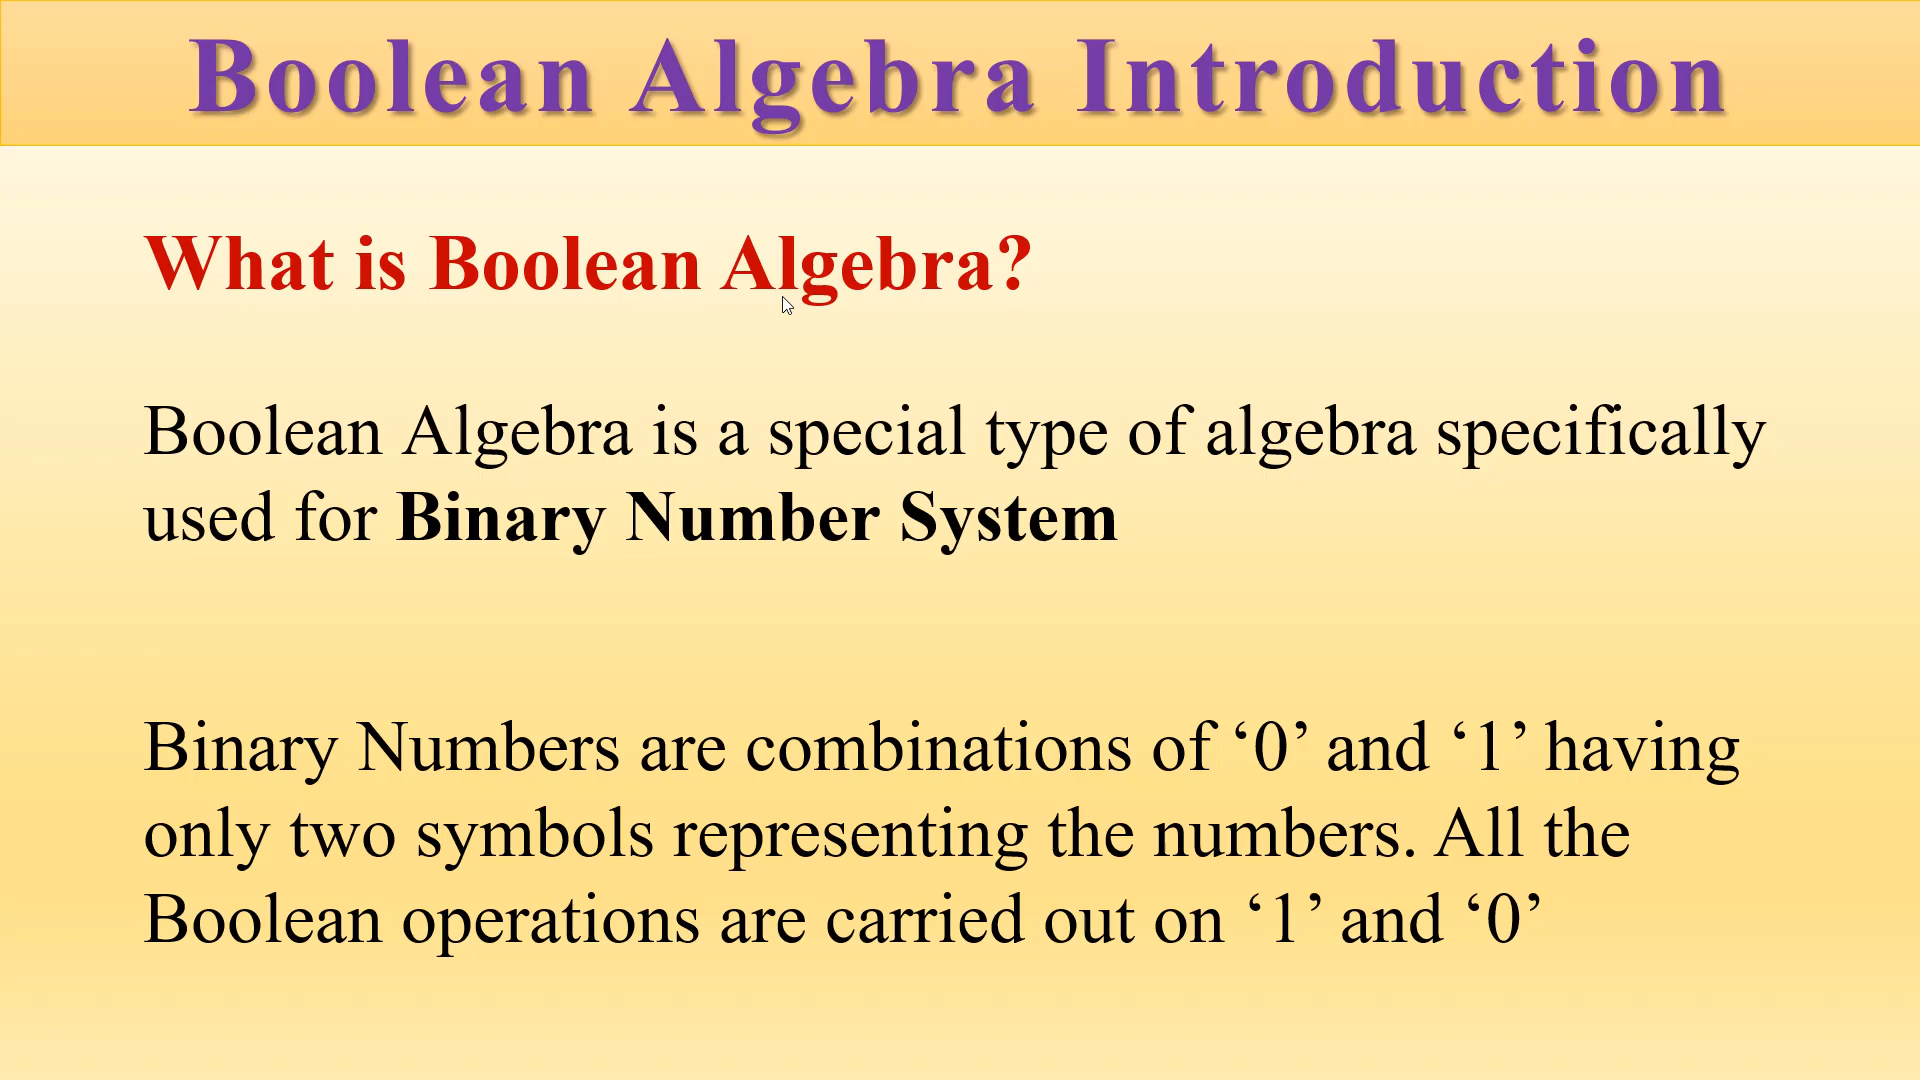 Boolean Algebra Introduction
What is Boolean Algebra?
Boolean Algebra is a special type of algebra specifically
used for Binary Number System
Binary Numbers are combinations of ‘0’ and ‘1’ having
only two symbols representing the numbers. All the
Boolean operations are carried out on ‘1’ and ‘0’